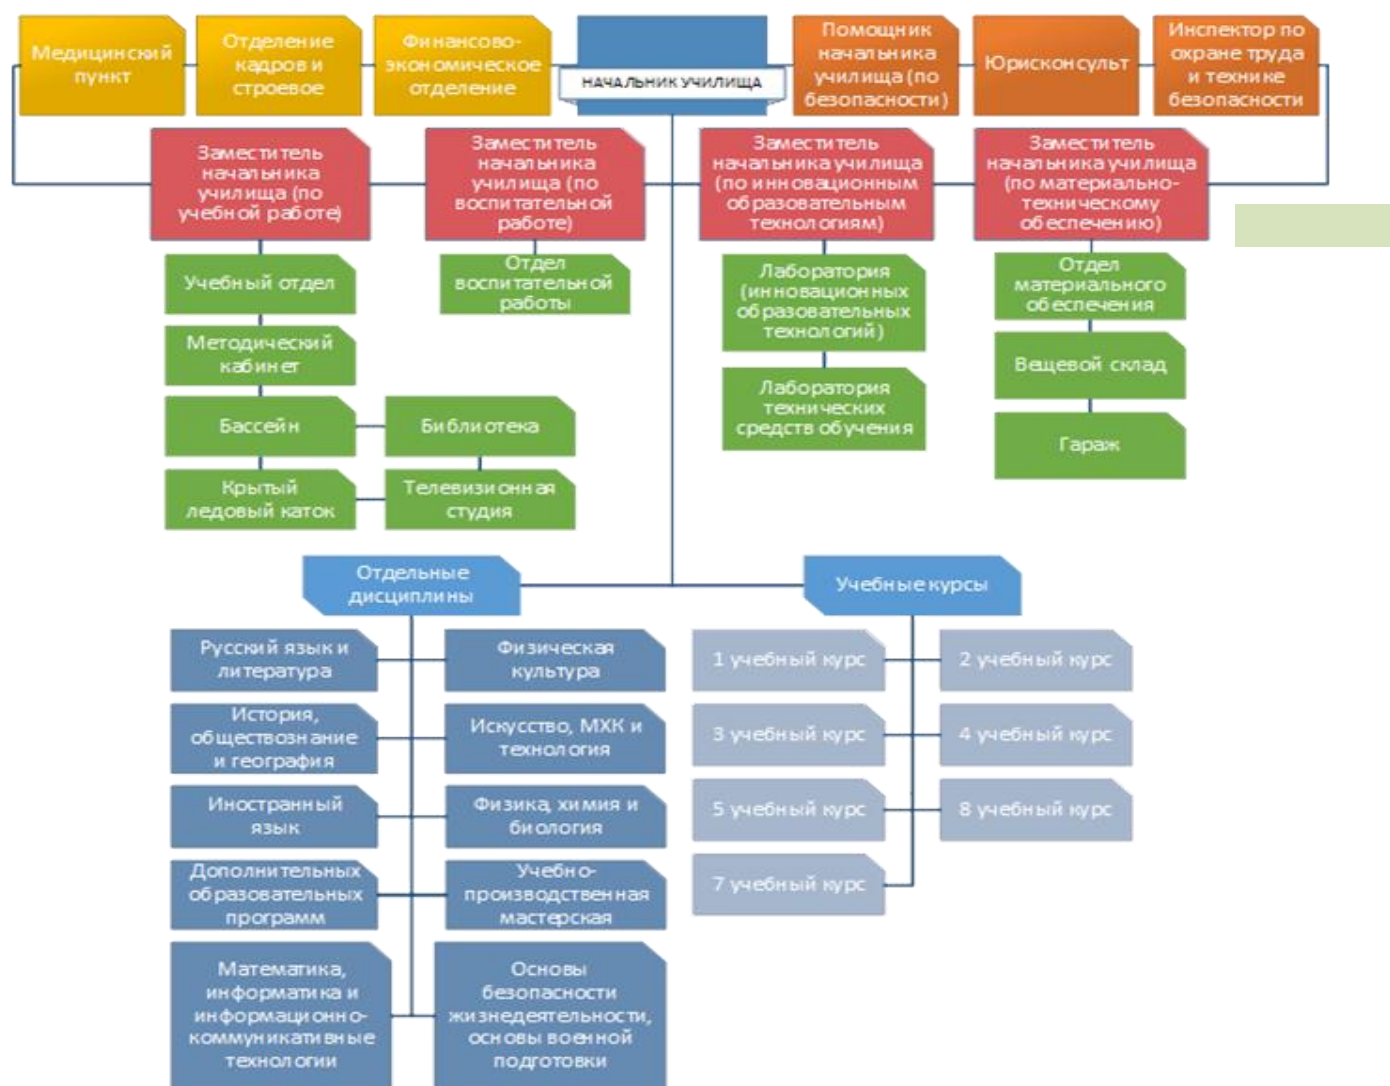 Медицинский
пункт
Отделение
кадров и
строевое
Финансово-
экономическое
отделение
НАЧАЛЬНИК УЧИЛИЩА
Помощник
начальника
училища (по
безопасности)
Юрисконсульт
Инспектор по
охране труда
и технике
безопасности
Заместитель
начальника
училища (по
учебной работе)
Заместитель
начальника
училища (по
воспитательной
работе)
Заместитель
начальника училища
(по инновационным
образовательным
технологиям)
Заместитель
начальника училища
(по материально-
техническому
обеспечению)
Учебный отдел
Методический
кабинет
Бассейн
Библиотека
Крытый
ледовый каток
Телевизионная
студия
Отдел
воспитательной
работы
Лаборатория
(инновационных
образовательных
технологий)
Лаборатория
технических
средств обучения
Отдел
материального
обеспечения
Вещевой склад
Гараж
Отдельные
дисциплины
Русский язык и
литература
Физическая
культура
История,
обществознание
и география
Искусство, МХК и
технология
Иностранный
язык
Физика, химия и
биология
Дополнительных
образовательных
программ
Учебно-
производственная
мастерская
Математика,
информатика и
информационно-
коммуникативные
технологии
Основы
безопасности
жизнедеятельности,
основы военной
подготовки
Учебные курсы
1 учебный курс
2 учебный курс
3 учебный курс
4 учебный курс
5 учебный курс
8 учебный курс
7 учебный курс